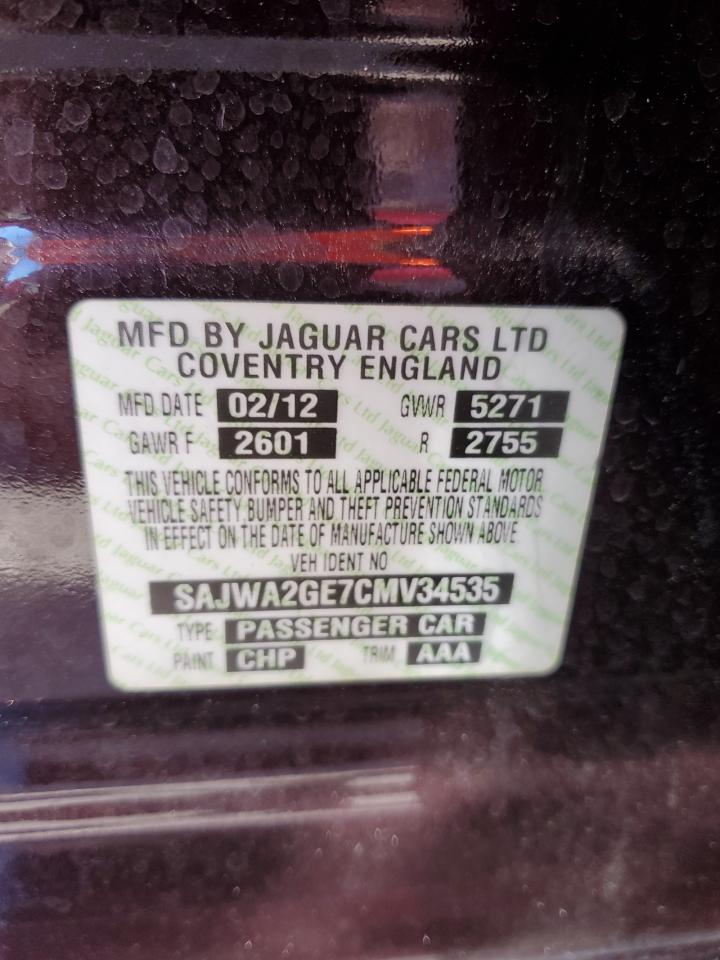 MFD BY JAGUAR CARS LTD
COVENTRY ENGLAND
MFD DATE 02/12 GVWR 5271
GAWR F 2601 R 2755
THIS VEHICLE CONFORMS TO ALL APPLICABLE FEDERAL MOTOR
VEHICLE SAFETY BUMPER AND THEFT PREVENTION STANDARDS
IN EFFECT ON THE DATE OF MANUFACTURE SHOWN ABOVE
VEH IDENT NO
SAJWA2GE7CMV34535
TYPE PASSENGER CAR
PAINT CHP TRIM AAA